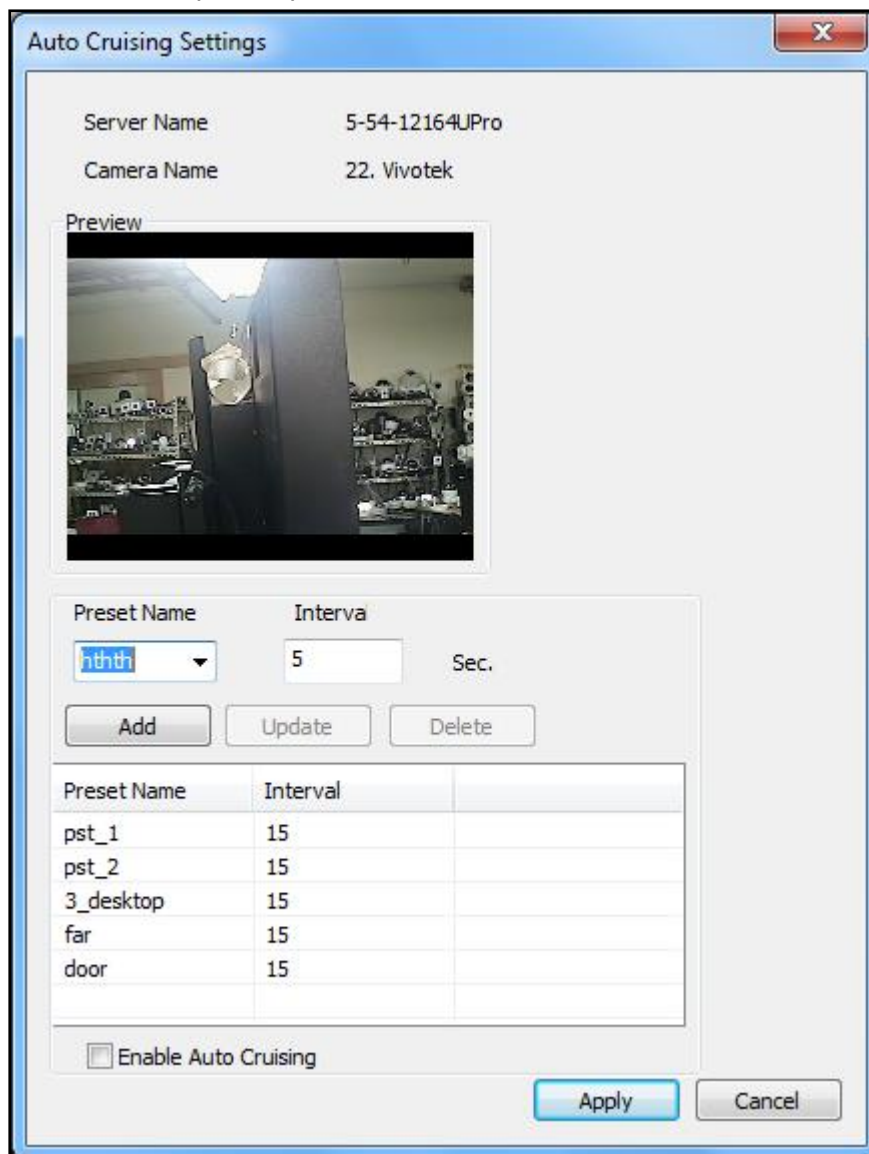 Auto Cruising Settings
X
Server Name 5-54-12164UPro
Camera Name 22. Vivotek
Preview
Preset Name Interval
hthth 5 Sec.
Add Update Delete
Preset Name Interval
pst_1 15
pst_2 15
3_desktop 15
far 15
door 15
Enable Auto Cruising
Apply Cancel